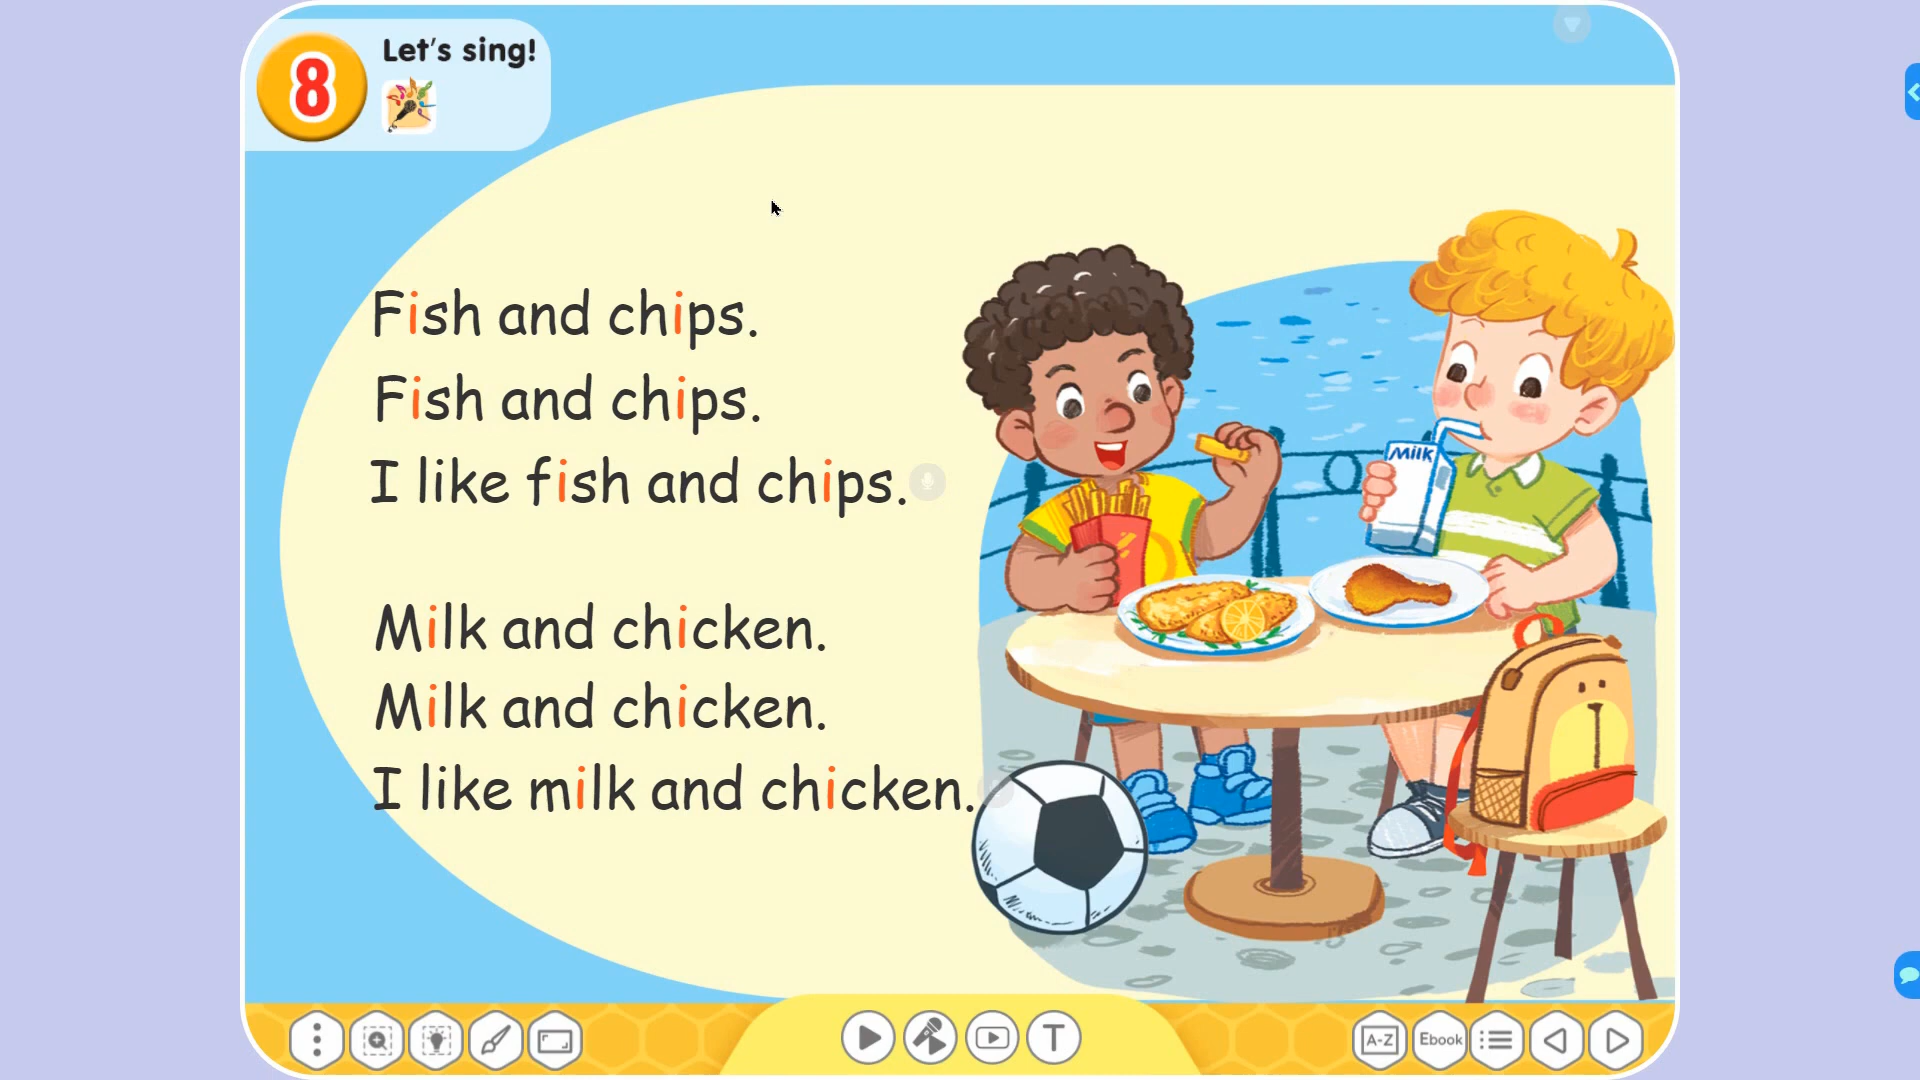 8
Let's sing!
Fish and chips.
Fish and chips.
I like fish and chips.
Milk and chicken.
Milk and chicken.
I like milk and chicken.
Milk
T
A-Z
Ebook